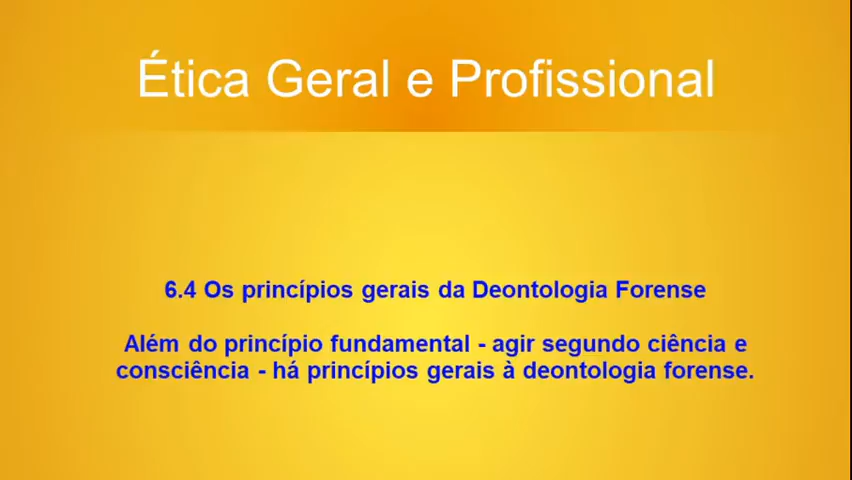 Ética Geral e Profissional
6.4 Os princípios gerais da Deontologia Forense
Além do princípio fundamental - agir segundo ciência e
consciência - há princípios gerais à deontologia forense.